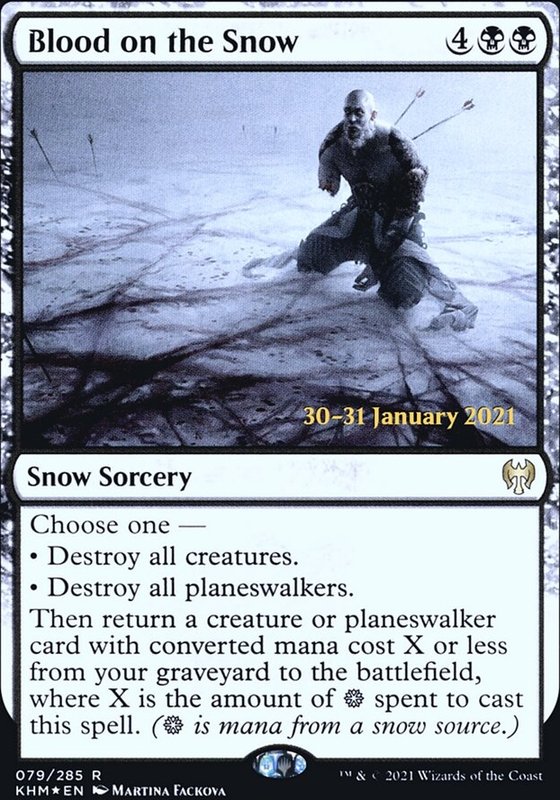 Blood on the Snow 4
30–31 January 2021
Snow Sorcery
Choose one —
• Destroy all creatures.
• Destroy all planeswalkers.
Then return a creature or planeswalker
card with converted mana cost X or less
from your graveyard to the battlefield,
where X is the amount of spent to cast
this spell. ( is mana from a snow source.)
079/285 R
KHM★EN Martina Fackova
™ & © 2021 Wizards of the Coast